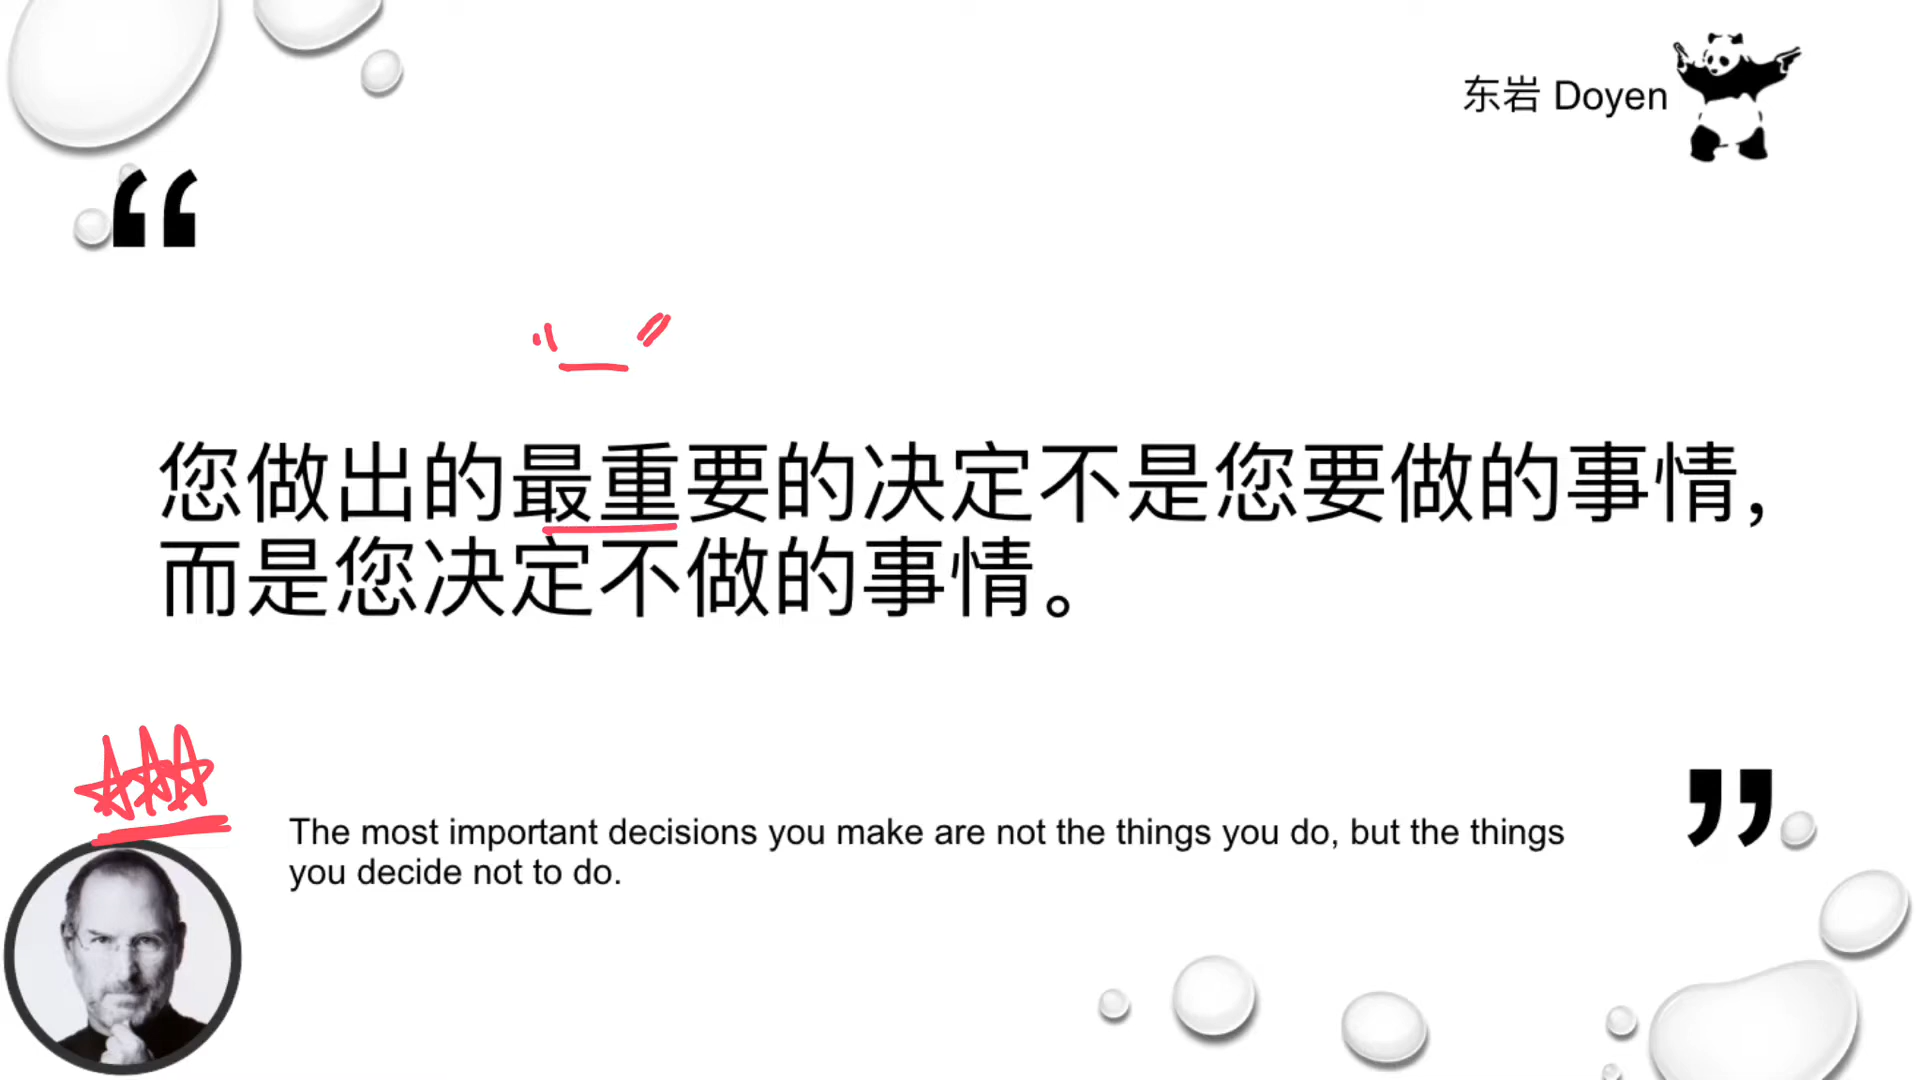 东岩 Doyen
“
您做出的最重要的决定不是您要做的事情,
而是您决定不做的事情。
The most important decisions you make are not the things you do, but the things
you decide not to do.
”